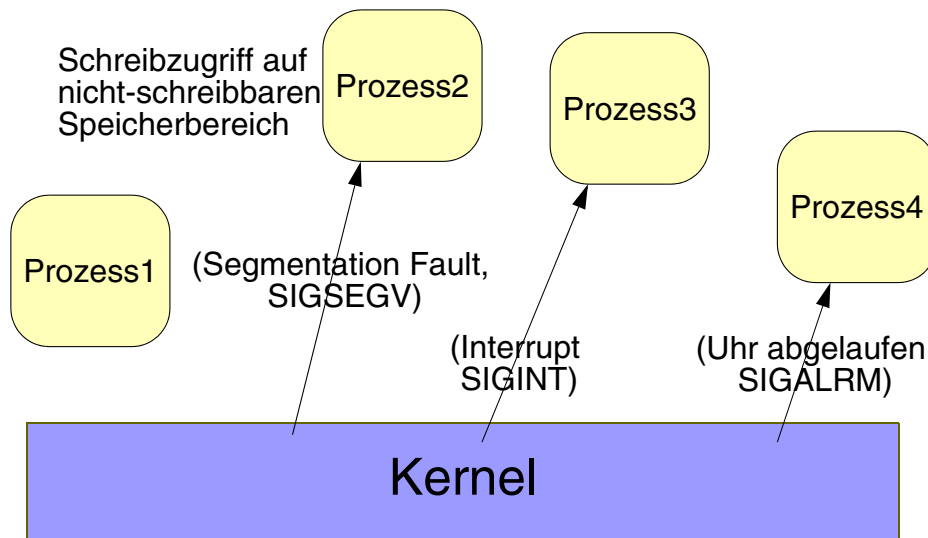 Schreibzugriff auf
nicht-schreibbaren
Speicherbereich
Prozess2
Prozess3
Prozess4
Prozess1
(Segmentation Fault,
SIGSEGV)
(Interrupt
SIGINT)
(Uhr abgelaufen
SIGALRM)
Kernel